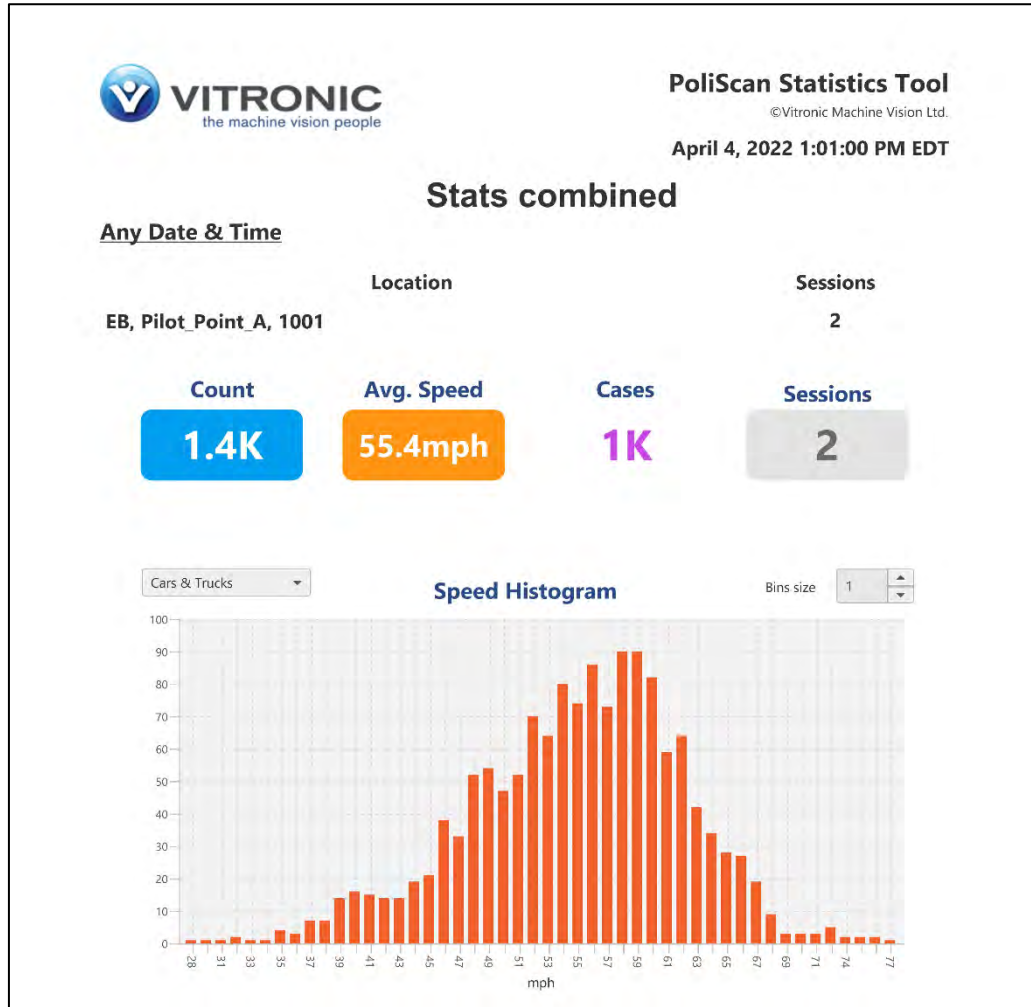 VITRONIC
the machine vision people
PoliScan Statistics Tool
©Vitronic Machine Vision Ltd.
April 4, 2022 1:01:00 PM EDT
Stats combined
Any Date & Time
Location Sessions
EB, Pilot_Point_A, 1001 2
Count Avg. Speed Cases Sessions
1.4K 55.4mph 1K 2
Cars & Trucks Speed Histogram Bins size 1
100
90
80
70
60
50
40
30
20
10
0
28 31 33 35 37 39 41 43 45 47 49 51 53 55 57 59 61 63 65 67 69 71 74 77
mph